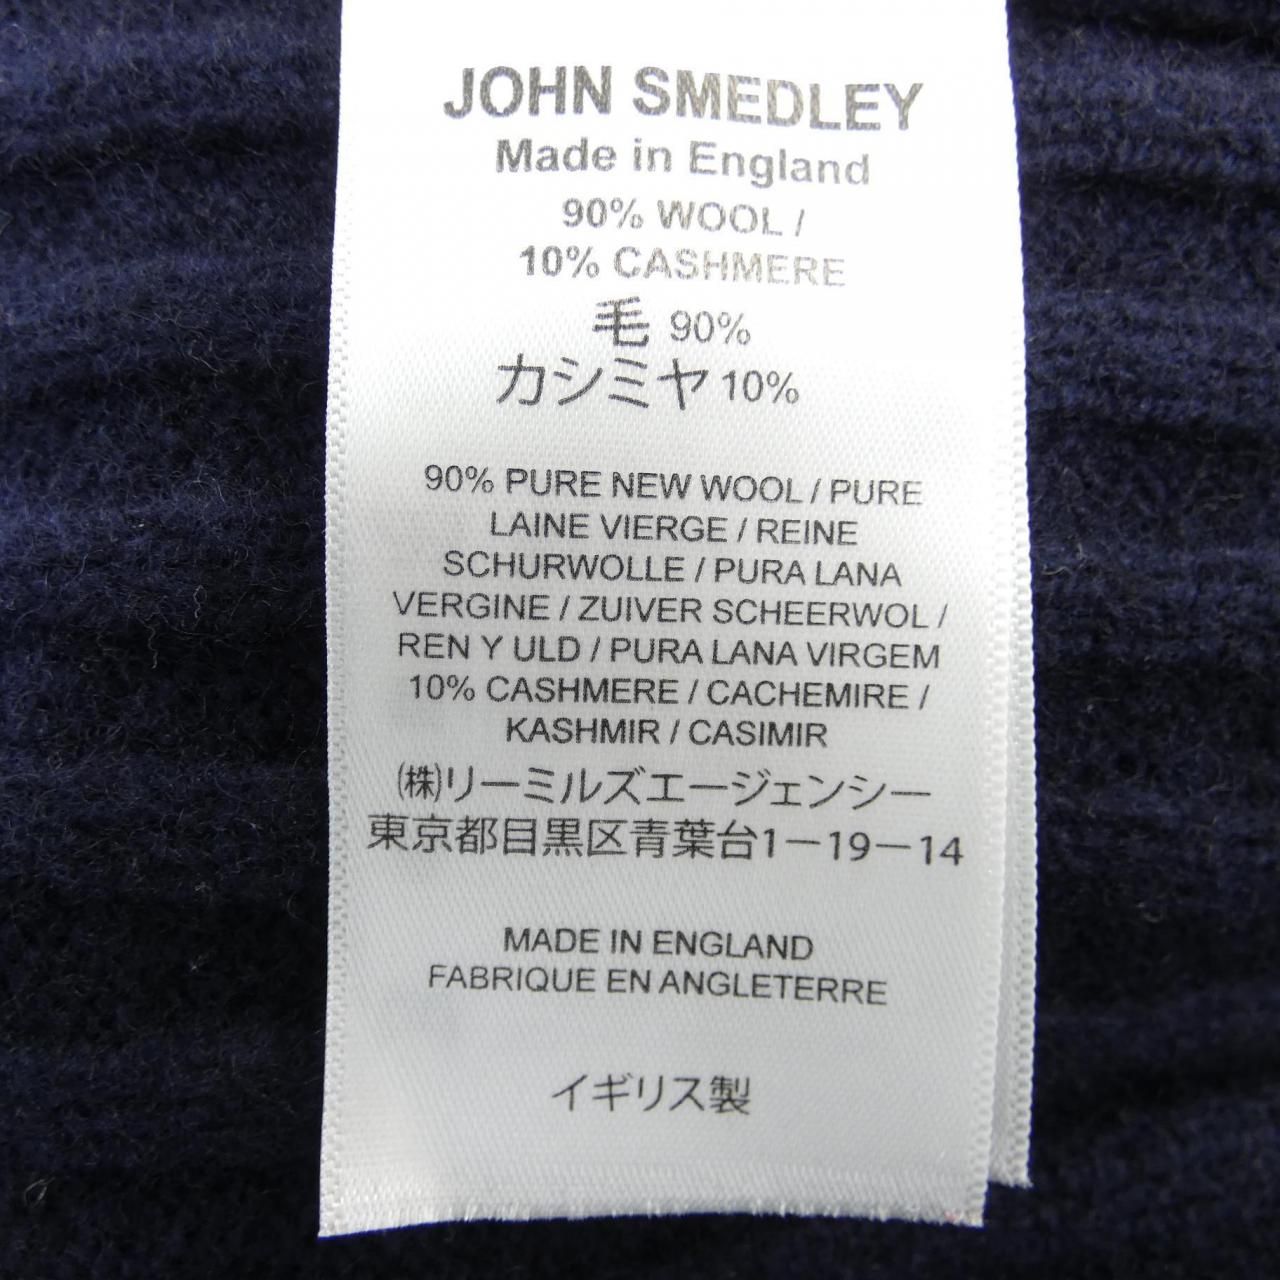 JOHN SMEDLEY
Made in England
90% WOOL /
10% CASHMERE
毛 90%
カシミヤ 10%
90% PURE NEW WOOL / PURE
LAINE VIERGE / REINE
SCHURWOLLE / PURA LANA
VERGINE / ZUIVER SCHEERWOL /
REN Y ULD / PURA LANA VIRGEM
10% CASHMERE / CACHEMIRE /
KASHMIR / CASIMIR
㈱リーミルズエージェンシー
東京都目黒区青葉台1－19－14
MADE IN ENGLAND
FABRIQUE EN ANGLETERRE
イギリス製